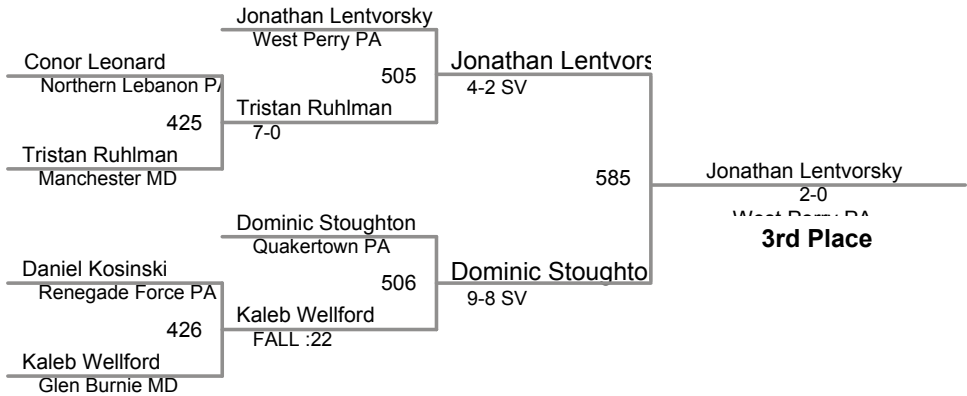 Jonathan Lentvorsky
West Perry PA
Conor Leonard
Northern Lebanon PA
505
Jonathan Lentvors
4-2 SV
425
Tristan Ruhlman
7-0
Tristan Ruhlman
Manchester MD
585
Jonathan Lentvorsky
2-0
West Perry PA
3rd Place
Dominic Stoughton
Quakertown PA
Daniel Kosinski
Renegade Force PA
506
Dominic Stoughto
9-8 SV
426
Kaleb Wellford
FALL :22
Kaleb Wellford
Glen Burnie MD